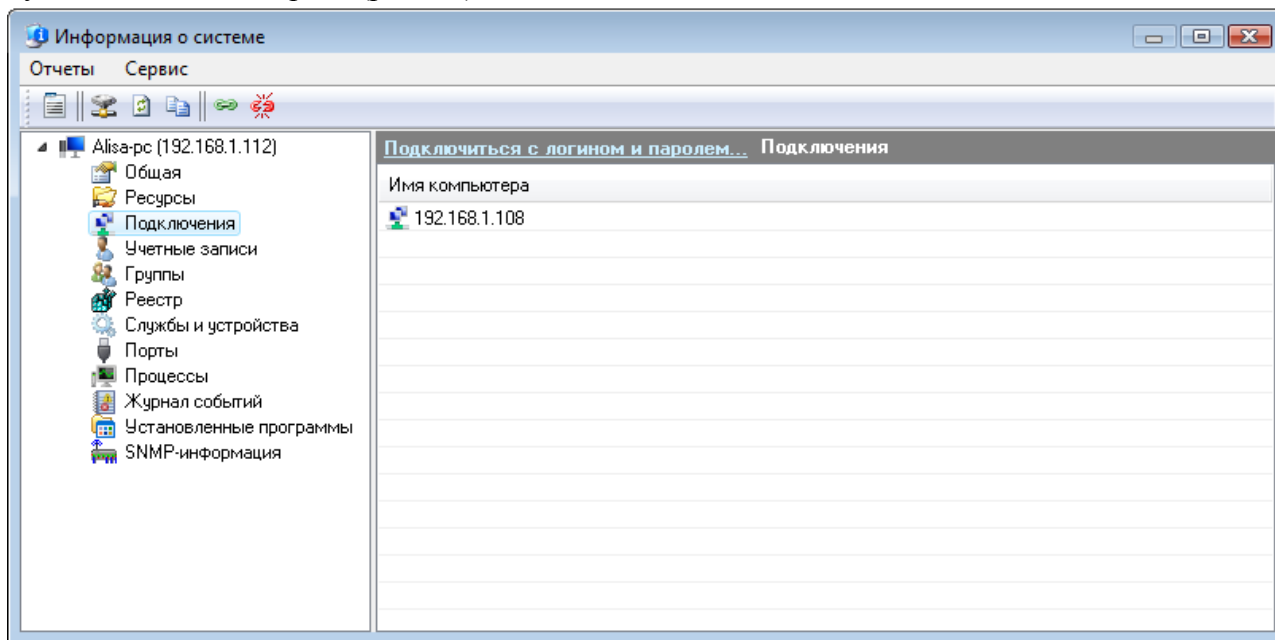 Информация о системе
Отчеты Сервис
Alisa-pc (192.168.1.112)
Общая
Ресурсы
Подключения
Учетные записи
Группы
Реестр
Службы и устройства
Порты
Процессы
Журнал событий
Установленные программы
SNMP-информация
Подключиться с логином и паролем... Подключения
Имя компьютера
192.168.1.108